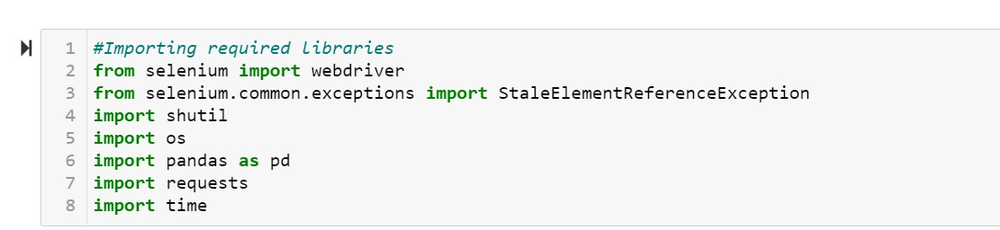 1 #Importing required libraries
2 from selenium import webdriver
3 from selenium.common.exceptions import StaleElementReferenceException
4 import shutil
5 import os
6 import pandas as pd
7 import requests
8 import time